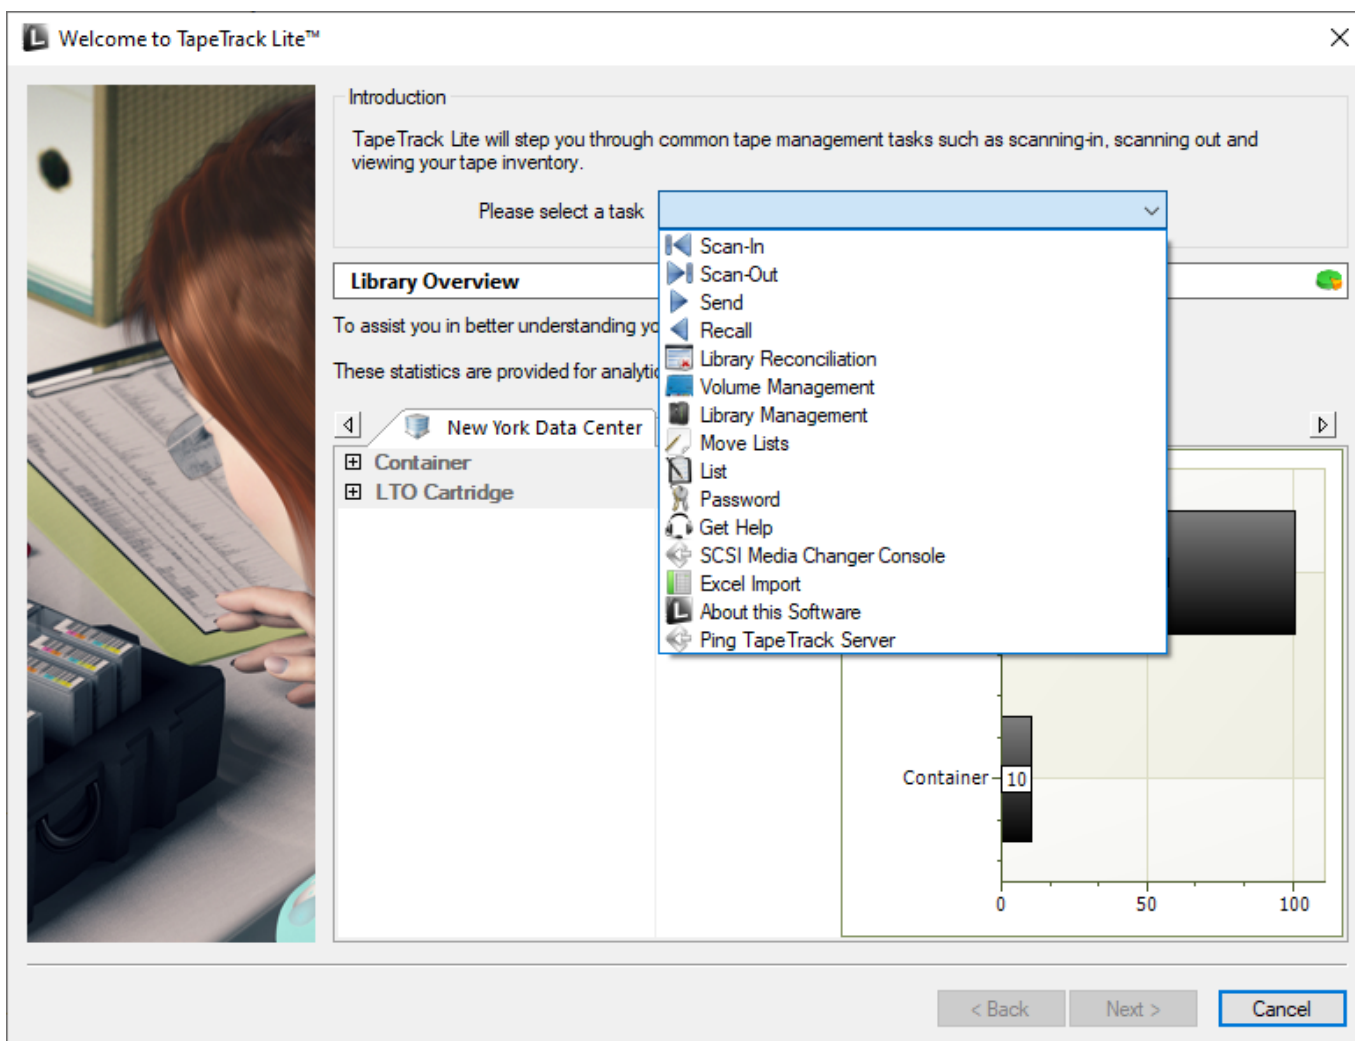 Welcome to TapeTrack Lite™
Introduction
TapeTrack Lite will step you through common tape management tasks such as scanning-in, scanning out and
viewing your tape inventory.
Please select a task
Scan-In
Scan-Out
Send
Recall
Library Reconciliation
Volume Management
Library Management
Move Lists
List
Password
Get Help
SCSI Media Changer Console
Excel Import
About this Software
Ping TapeTrack Server
Library Overview
To assist you in better understanding
These statistics are provided for
New York Data Center
Container
LTO Cartridge
Container
10
0 50 100
< Back Next > Cancel